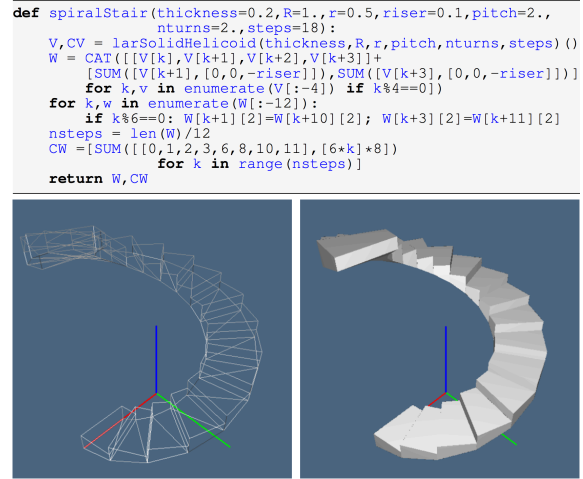 def spiralStair(thickness=0.2,R=1.,r=0.5,riser=0.1,pitch=2.,
nturns=2.,steps=18):
V,CV = larSolidHelicoid(thickness,R,r,pitch,nturns,steps)()
W = CAT([[V[k],V[k+1],V[k+2],V[k+3]]+
[SUM([V[k+1],[0,0,-riser]]),SUM([V[k+3],[0,0,-riser]])]
for k,v in enumerate(V[:-4]) if k%4==0])
for k,w in enumerate(W[:-12]):
if k%6==0: W[k+1][2]=W[k+10][2]; W[k+3][2]=W[k+11][2]
nsteps = len(W)/12
CW =[SUM([[0,1,2,3,6,8,10,11],[6*k]*8])
for k in range(nsteps)]
return W,CW